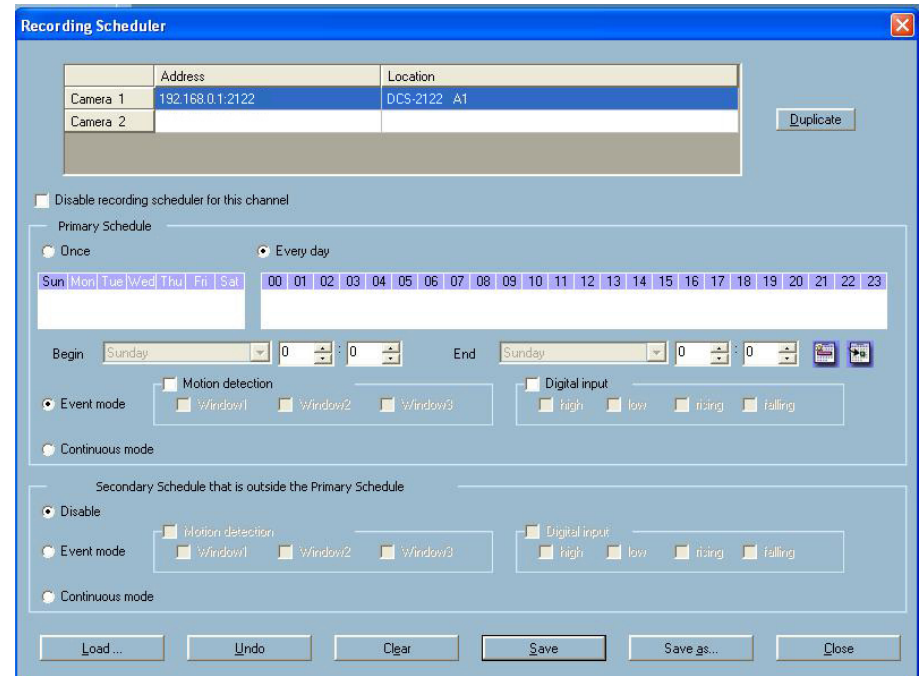 Recording Scheduler
Address Location
Camera 1 192.168.0.1:2122 DCS-2122 A1
Camera 2
Duplicate
Disable recording scheduler for this channel
Primary Schedule
Once Every day
Sun Mon Tue Wed Thu Fri Sat 00 01 02 03 04 05 06 07 08 09 10 11 12 13 14 15 16 17 18 19 20 21 22 23
Begin Sunday 0 : 0 End Sunday 0 : 0
Motion detection Digital input
Event mode Window1 Window2 Window3 high low rising falling
Continuous mode
Secondary Schedule that is outside the Primary Schedule
Disable
Motion detection Digital input
Event mode Window1 Window2 Window3 high low rising falling
Continuous mode
Load ... Undo Clear Save Save as... Close